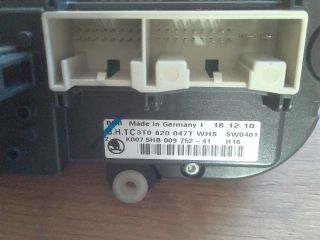 Made in Germany 18.12.10
B.H.T.C 3T0 820 047T WHS SW0401
K007 5HB 009 752-41 H16